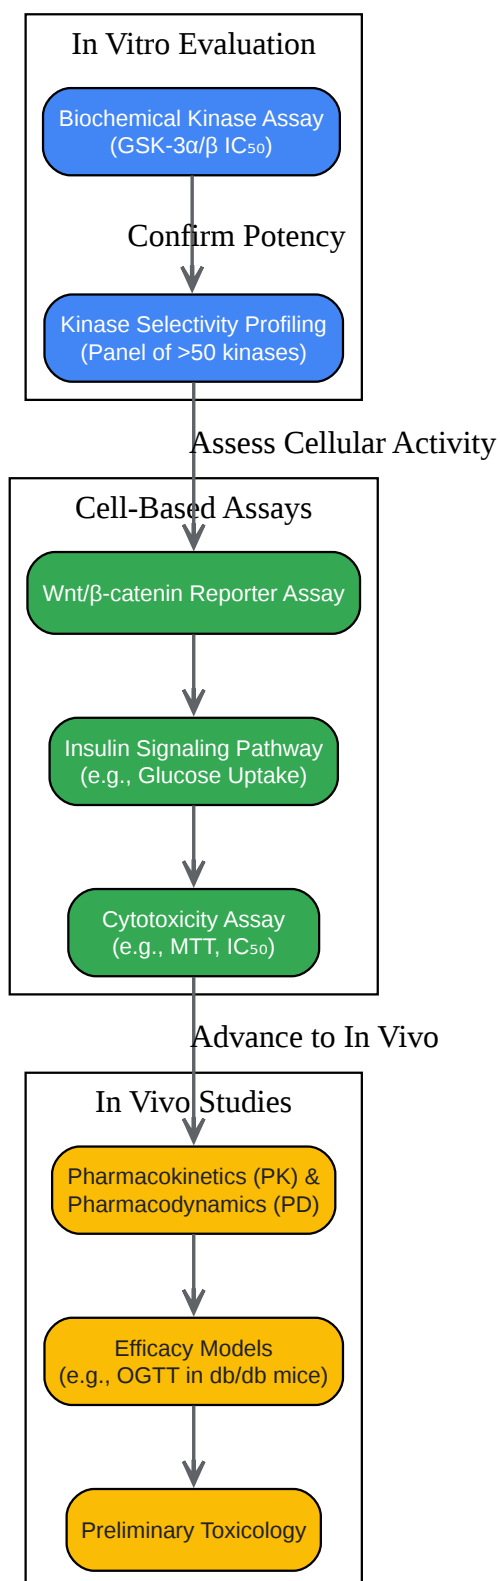 In Vitro Evaluation
Biochemical Kinase Assay
(GSK-3α/β IC₅₀)
Confirm Potency
Kinase Selectivity Profiling
(Panel of >50 kinases)
Assess Cellular Activity
Cell-Based Assays
Wnt/β-catenin Reporter Assay
Insulin Signaling Pathway
(e.g., Glucose Uptake)
Cytotoxicity Assay
(e.g., MTT, IC₅₀)
Advance to In Vivo
In Vivo Studies
Pharmacokinetics (PK) &
Pharmacodynamics (PD)
Efficacy Models
(e.g., OGTT in db/db mice)
Preliminary Toxicology